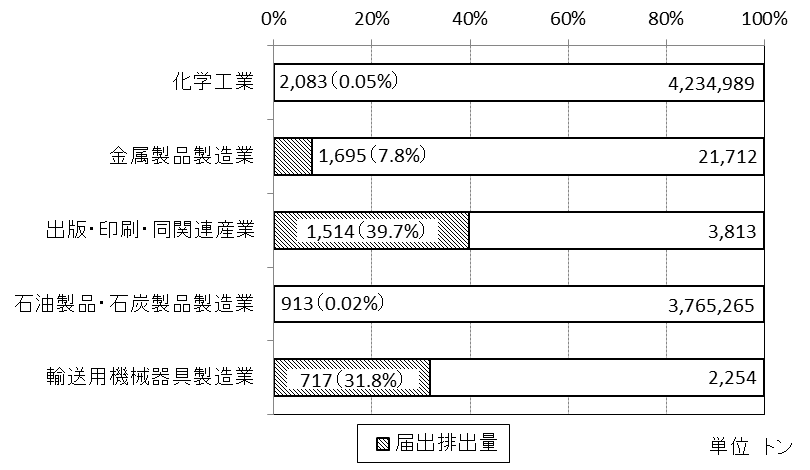 0% 20% 40% 60% 80% 100%
化学工業 2,083(0.05%) 4,234,989
金属製品製造業 1,695(7.8%) 21,712
出版・印刷・同関連産業 1,514(39.7%) 3,813
石油製品・石炭製品製造業 913(0.02%) 3,765,265
輸送用機械器具製造業 717(31.8%) 2,254
届出排出量
単位 トン